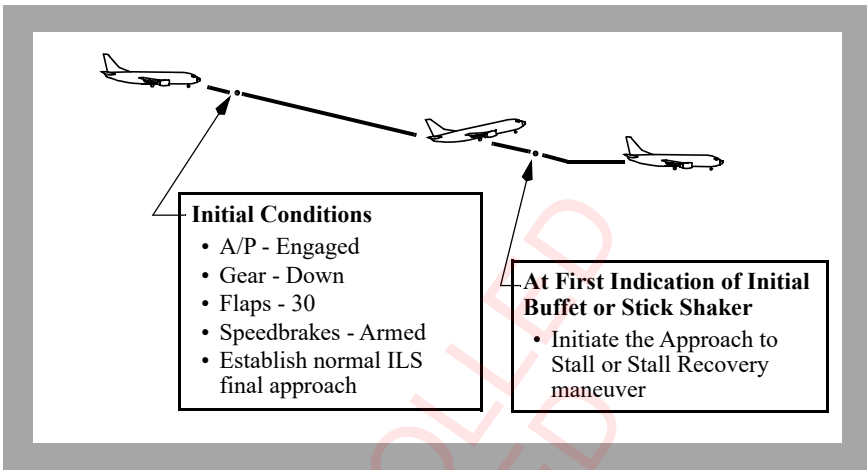 Initial Conditions
• A/P - Engaged
• Gear - Down
• Flaps - 30
• Speedbrakes - Armed
• Establish normal ILS
final approach
At First Indication of Initial
Buffet or Stick Shaker
• Initiate the Approach to
Stall or Stall Recovery
maneuver